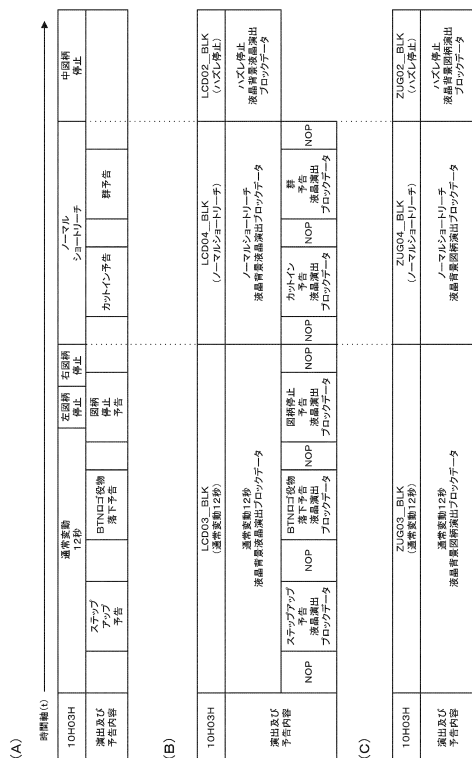 (A)
時間軸(t)
10H03H
通常変動
12秒
左図柄
停止
右図柄
停止
ノーマル
ショートリーチ
中図柄
停止
演出及び
予告内容
ステップ
アップ
予告
BTNロゴ役物
落下予告
図柄
停止
予告
カットイン予告
群予告
(B)
10H03H
LCD03__BLK
(通常変動12秒)
LCD04__BLK
(ノーマルショートリーチ)
LCD02__BLK
(ハズレ停止)
演出及び
予告内容
通常変動12秒
液晶背景液晶演出ブロックデータ
ノーマルショートリーチ
液晶背景液晶演出ブロックデータ
ハズレ停止
液晶背景液晶演出
ブロックデータ
NOP
ステップアップ
予告
液晶演出
ブロックデータ
NOP
BTNロゴ役物
落下予告
液晶演出
ブロックデータ
NOP
図柄停止
予告
液晶演出
ブロックデータ
NOP
NOP
カットイン
予告
液晶演出
ブロックデータ
NOP
群
予告
液晶演出
ブロックデータ
NOP
(C)
10H03H
ZUG03__BLK
(通常変動12秒)
ZUG04__BLK
(ノーマルショートリーチ)
ZUG02__BLK
(ハズレ停止)
演出及び
予告内容
通常変動12秒
液晶背景図柄演出ブロックデータ
ノーマルショートリーチ
液晶背景図柄演出ブロックデータ
ハズレ停止
液晶背景図柄演出
ブロックデータ